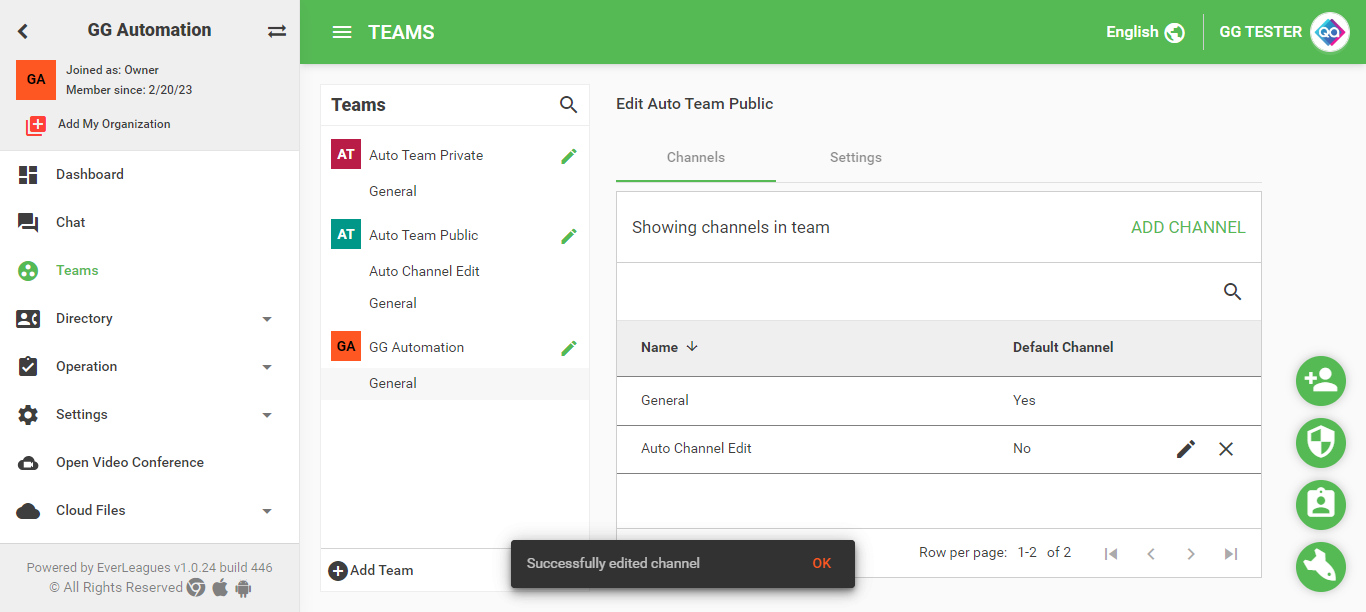 GG Automation
GA
Joined as: Owner
Member since: 2/20/23
Add My Organization
Dashboard
Chat
Teams
Directory
Operation
Settings
Open Video Conference
Cloud Files
Powered by EverLeagues v1.0.24 build 446
© All Rights Reserved
TEAMS
English
GG TESTER
QQ
Teams
AT Auto Team Private
General
AT Auto Team Public
Auto Channel Edit
General
GA GG Automation
General
Add Team
Edit Auto Team Public
Channels Settings
Showing channels in team ADD CHANNEL
Name Default Channel
General Yes
Auto Channel Edit No
Row per page: 1-2 of 2
Successfully edited channel OK